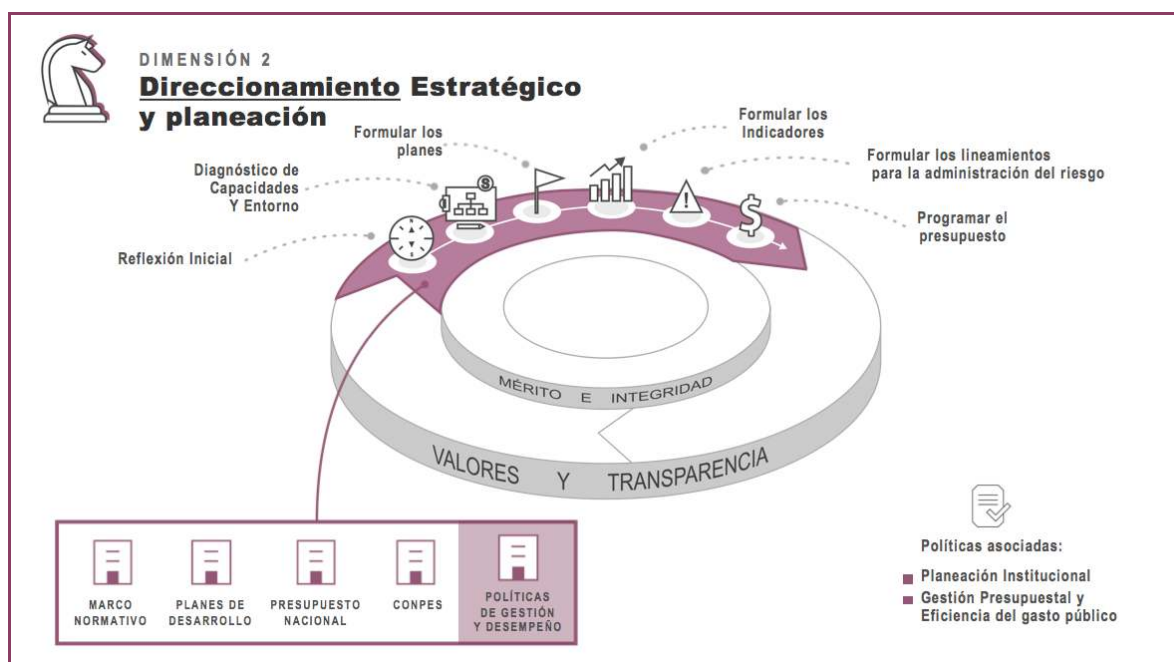 DIMENSIÓN 2
Direccionamiento Estratégico
y planeación
Reflexión Inicial
Diagnóstico de
Capacidades
Y Entorno
Formular los
planes
Formular los
Indicadores
Formular los lineamientos
para la administración del riesgo
Programar el
presupuesto
S
$
MÉRITO E INTEGRIDAD
VALORES Y TRANSPARENCIA
MARCO
NORMATIVO
PLANES DE
DESARROLLO
PRESUPUESTO
NACIONAL
CONPES
POLÍTICAS
DE GESTIÓN
Y DESEMPEÑO
Políticas asociadas:
Planeación Institucional
Gestión Presupuestal y
Eficiencia del gasto público